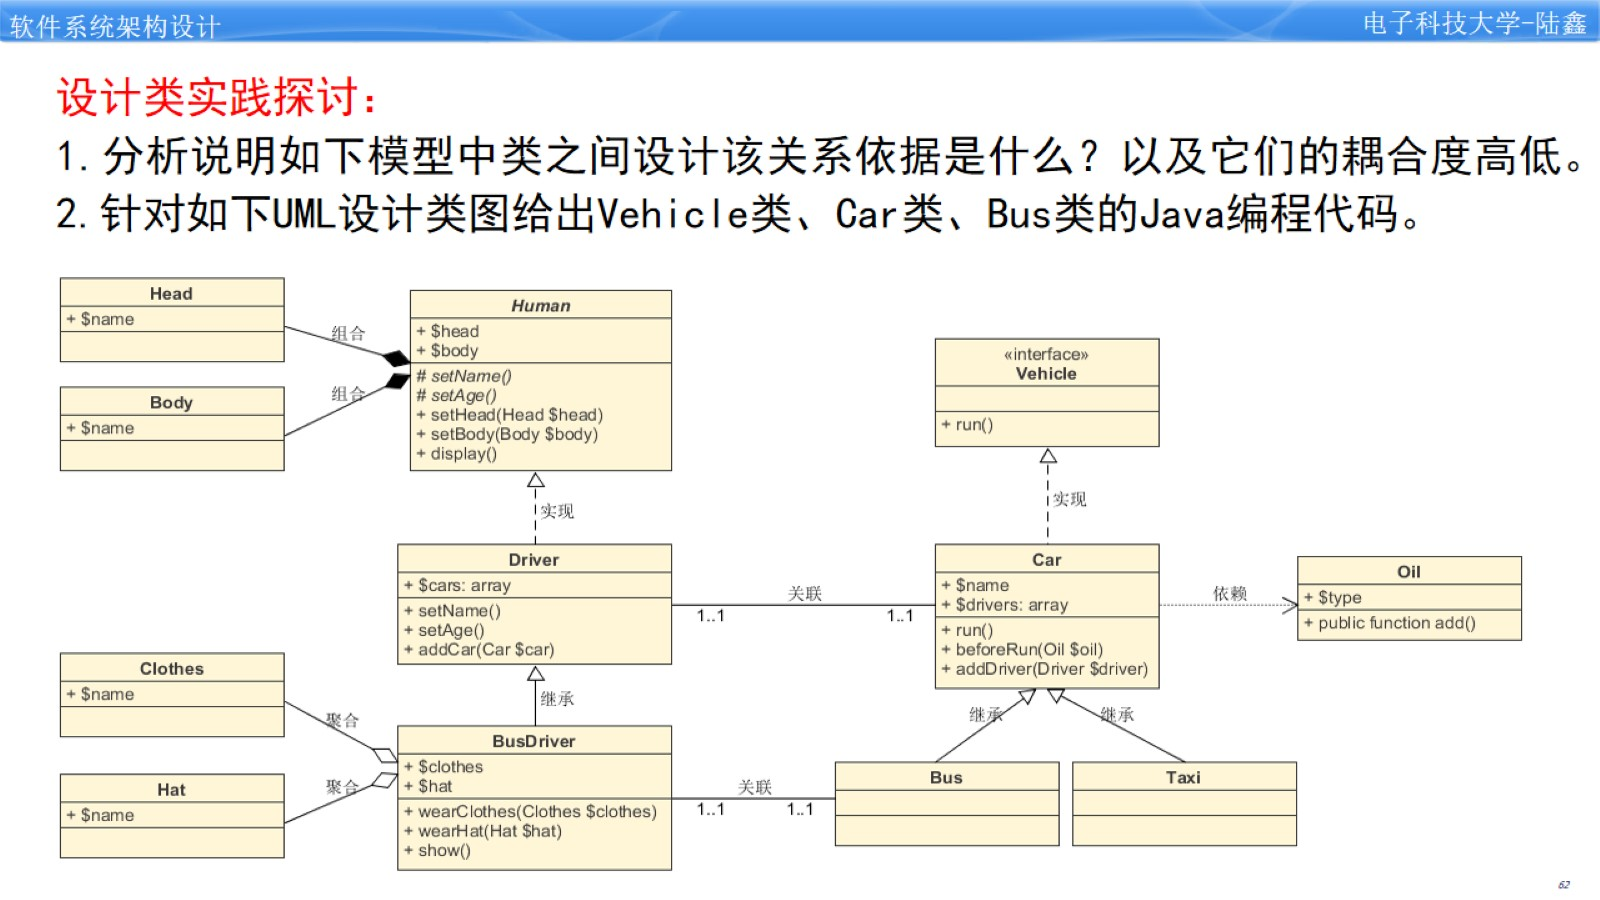 软件系统架构设计
电子科技大学-陆鑫
设计类实践探讨：
1.分析说明如下模型中类之间设计该关系依据是什么？以及它们的耦合度高低。
2.针对如下UML设计类图给出Vehicle类、Car类、Bus类的Java编程代码。
Head
+ $name
组合
Body
+ $name
组合
Human
+ $head
+ $body
# setName()
# setAge()
+ setHead(Head $head)
+ setBody(Body $body)
+ display()
«interface»
Vehicle
+ run()
实现
实现
Driver
+ $cars: array
+ setName()
+ setAge()
+ addCar(Car $car)
关联
1..1
1..1
Car
+ $name
+ $drivers: array
+ run()
+ beforeRun(Oil $oil)
+ addDriver(Driver $driver)
依赖
Oil
+ $type
+ public function add()
Clothes
+ $name
聚合
Hat
+ $name
聚合
继承
BusDriver
+ $clothes
+ $hat
+ wearClothes(Clothes $clothes)
+ wearHat(Hat $hat)
+ show()
关联
1..1
1..1
继承
继承
Bus
Taxi
62